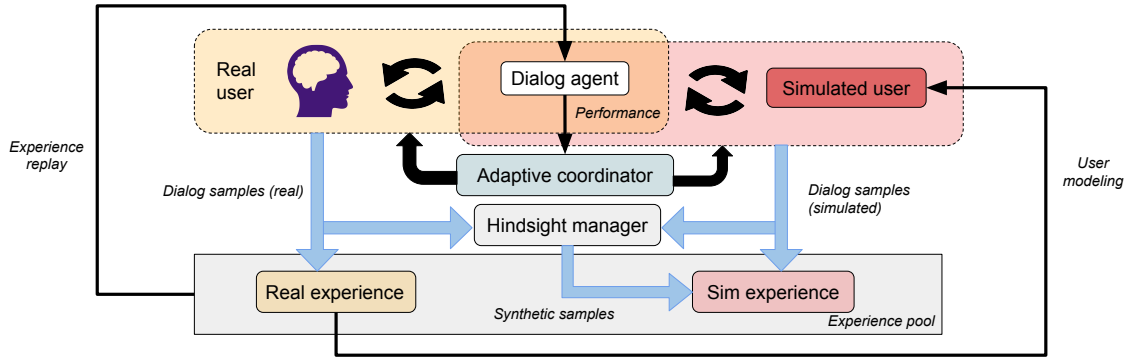 Real
user
Dialog agent
Simulated user
Performance
Experience
replay
Adaptive coordinator
User
modeling
Dialog samples (real)
Dialog samples
(simulated)
Hindsight manager
Real experience
Sim experience
Synthetic samples
Experience pool